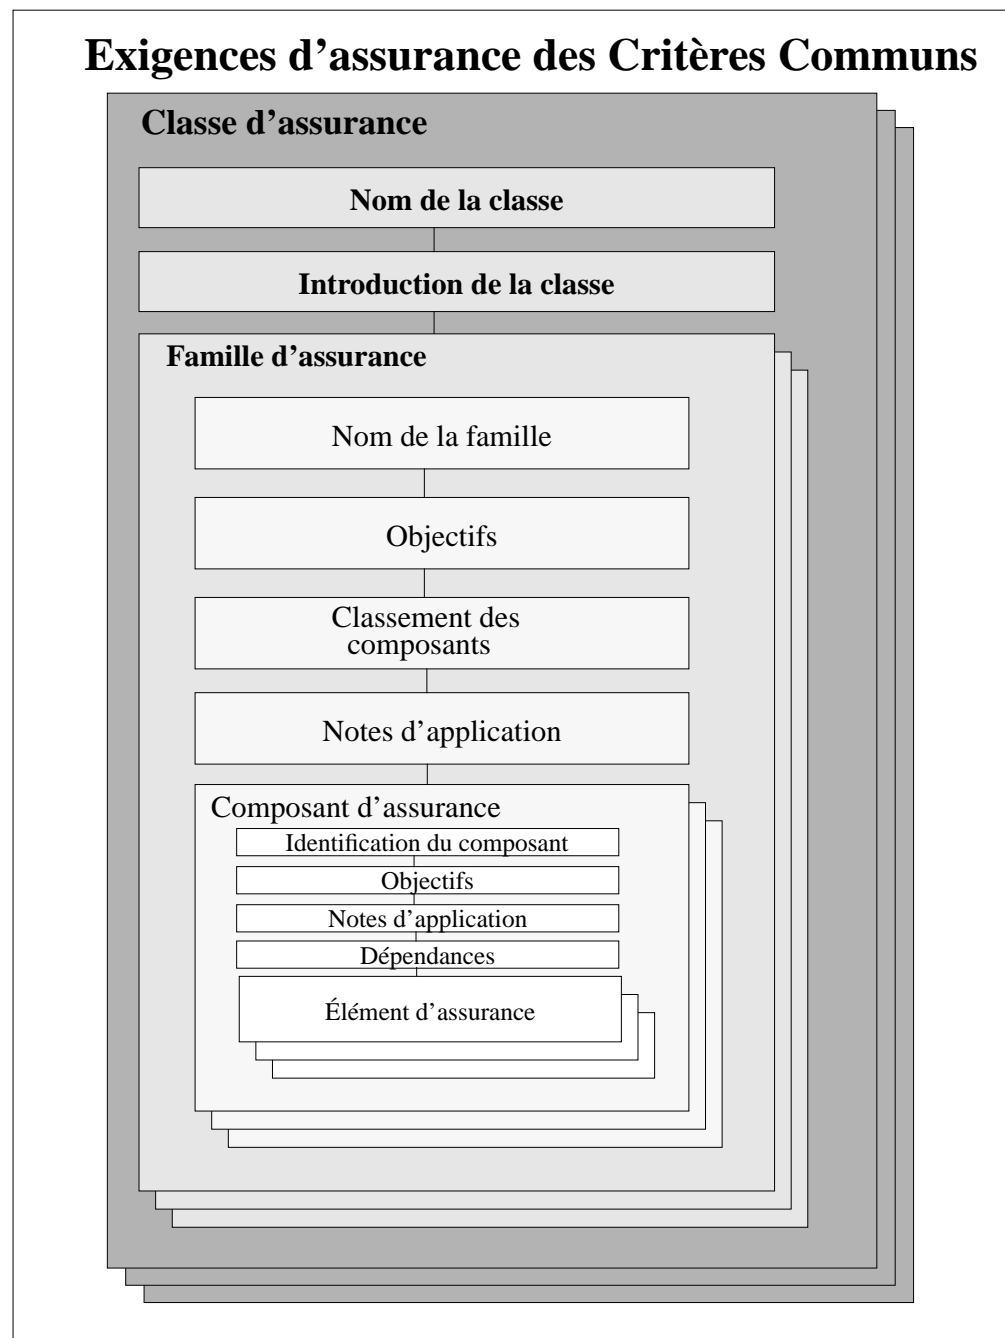 Exigences d’assurance des Critères Communs
Classe d’assurance
Nom de la classe
Introduction de la classe
Famille d’assurance
Nom de la famille
Objectifs
Classement des
composants
Notes d’application
Composant d’assurance
Identification du composant
Objectifs
Notes d’application
Dépendances
Élément d’assurance